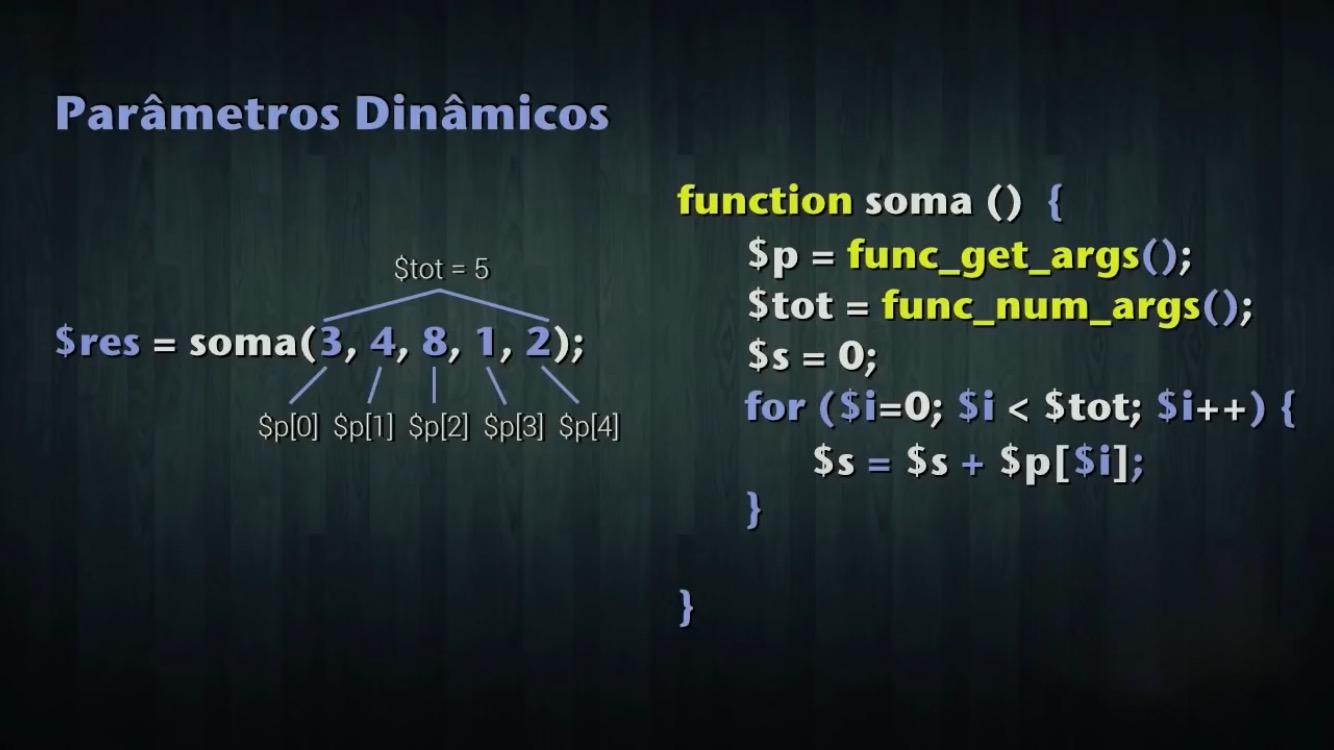 Parâmetros Dinâmicos
$tot = 5
$res = soma(3, 4, 8, 1, 2);
$p[0] $p[1] $p[2] $p[3] $p[4]
function soma () {
$p = func_get_args();
$tot = func_num_args();
$s = 0;
for ($i=0; $i < $tot; $i++) {
$s = $s + $p[$i];
}
}